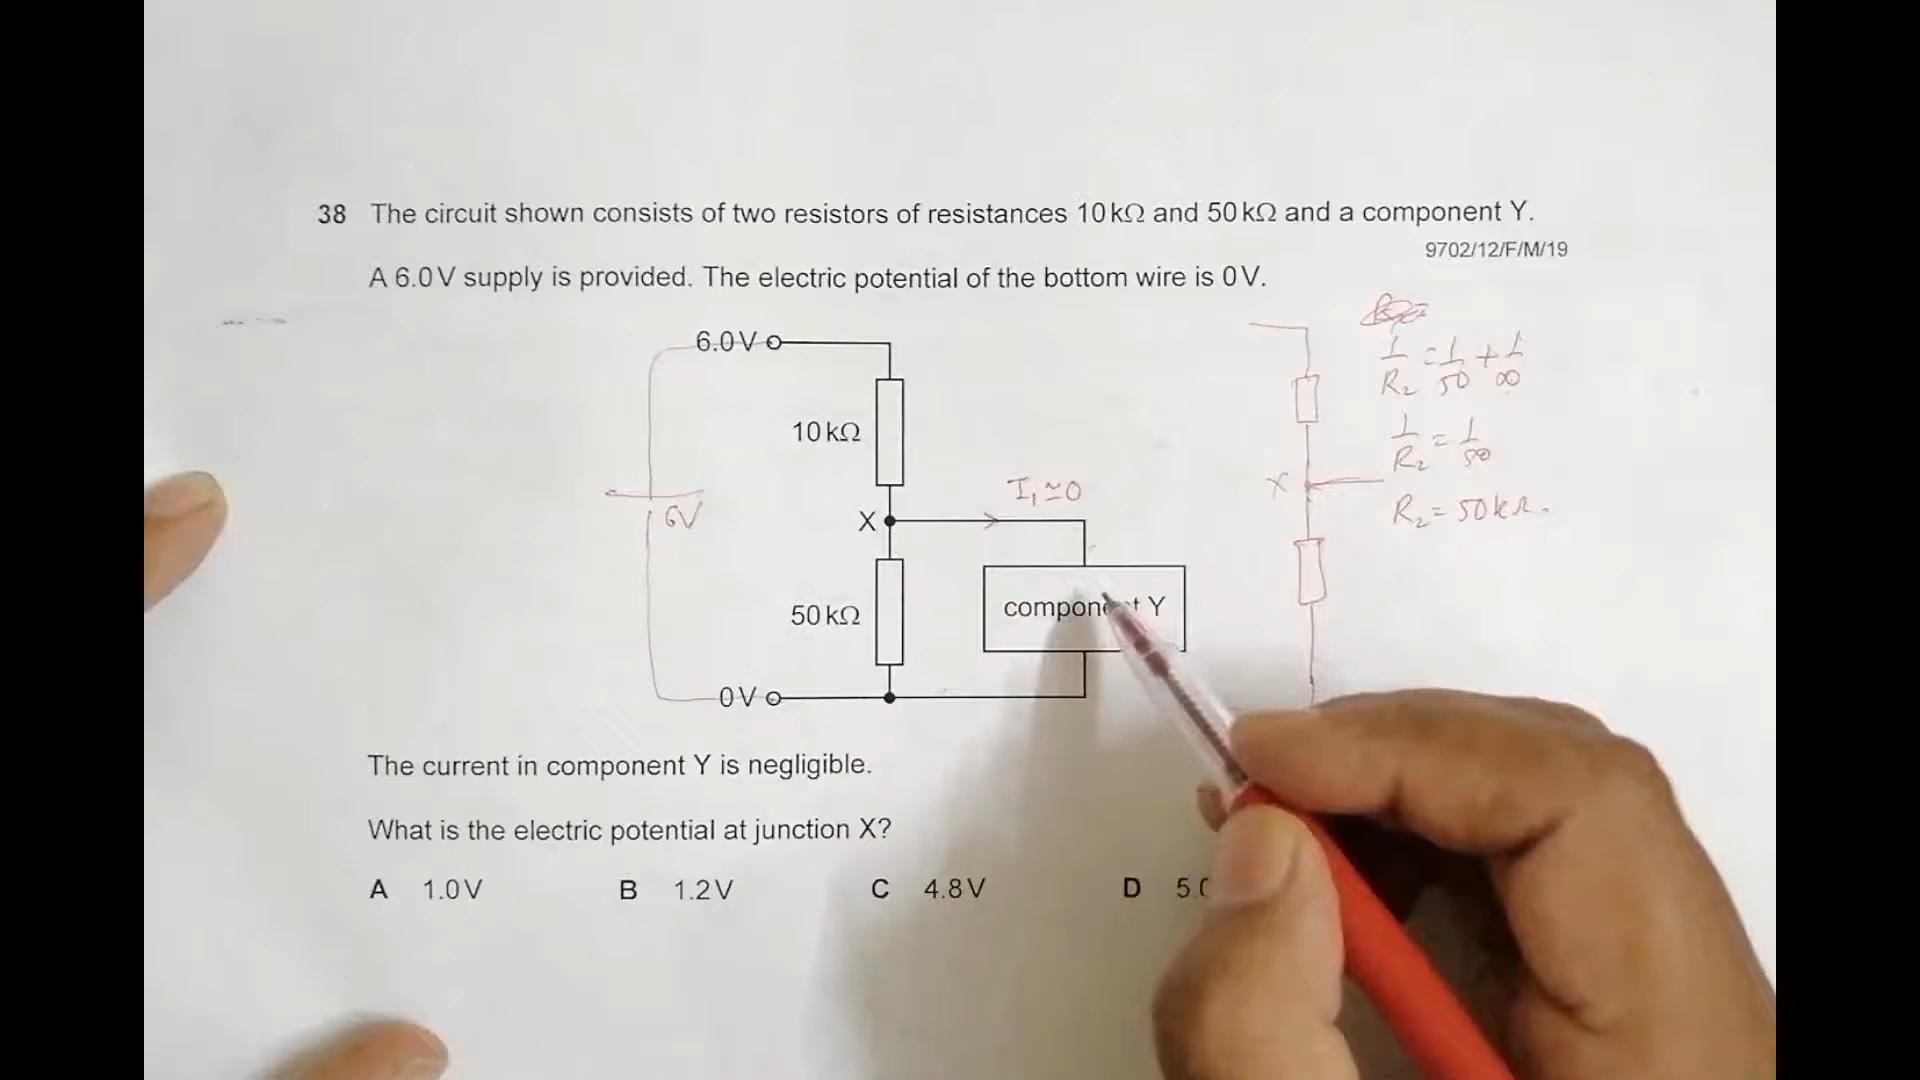 38 The circuit shown consists of two resistors of resistances 10 kΩ and 50 kΩ and a component Y.
9702/12/F/M/19
A 6.0 V supply is provided. The electric potential of the bottom wire is 0 V.
6.0 V
1/R₂ = 1/50 + 1/∞
10 kΩ
1/R₂ = 1/50
I₁ ≃ 0
X
6V
X
R₂ = 50 kΩ.
50 kΩ
component Y
0 V
The current in component Y is negligible.
What is the electric potential at junction X?
A 1.0 V B 1.2 V C 4.8 V D 5.0